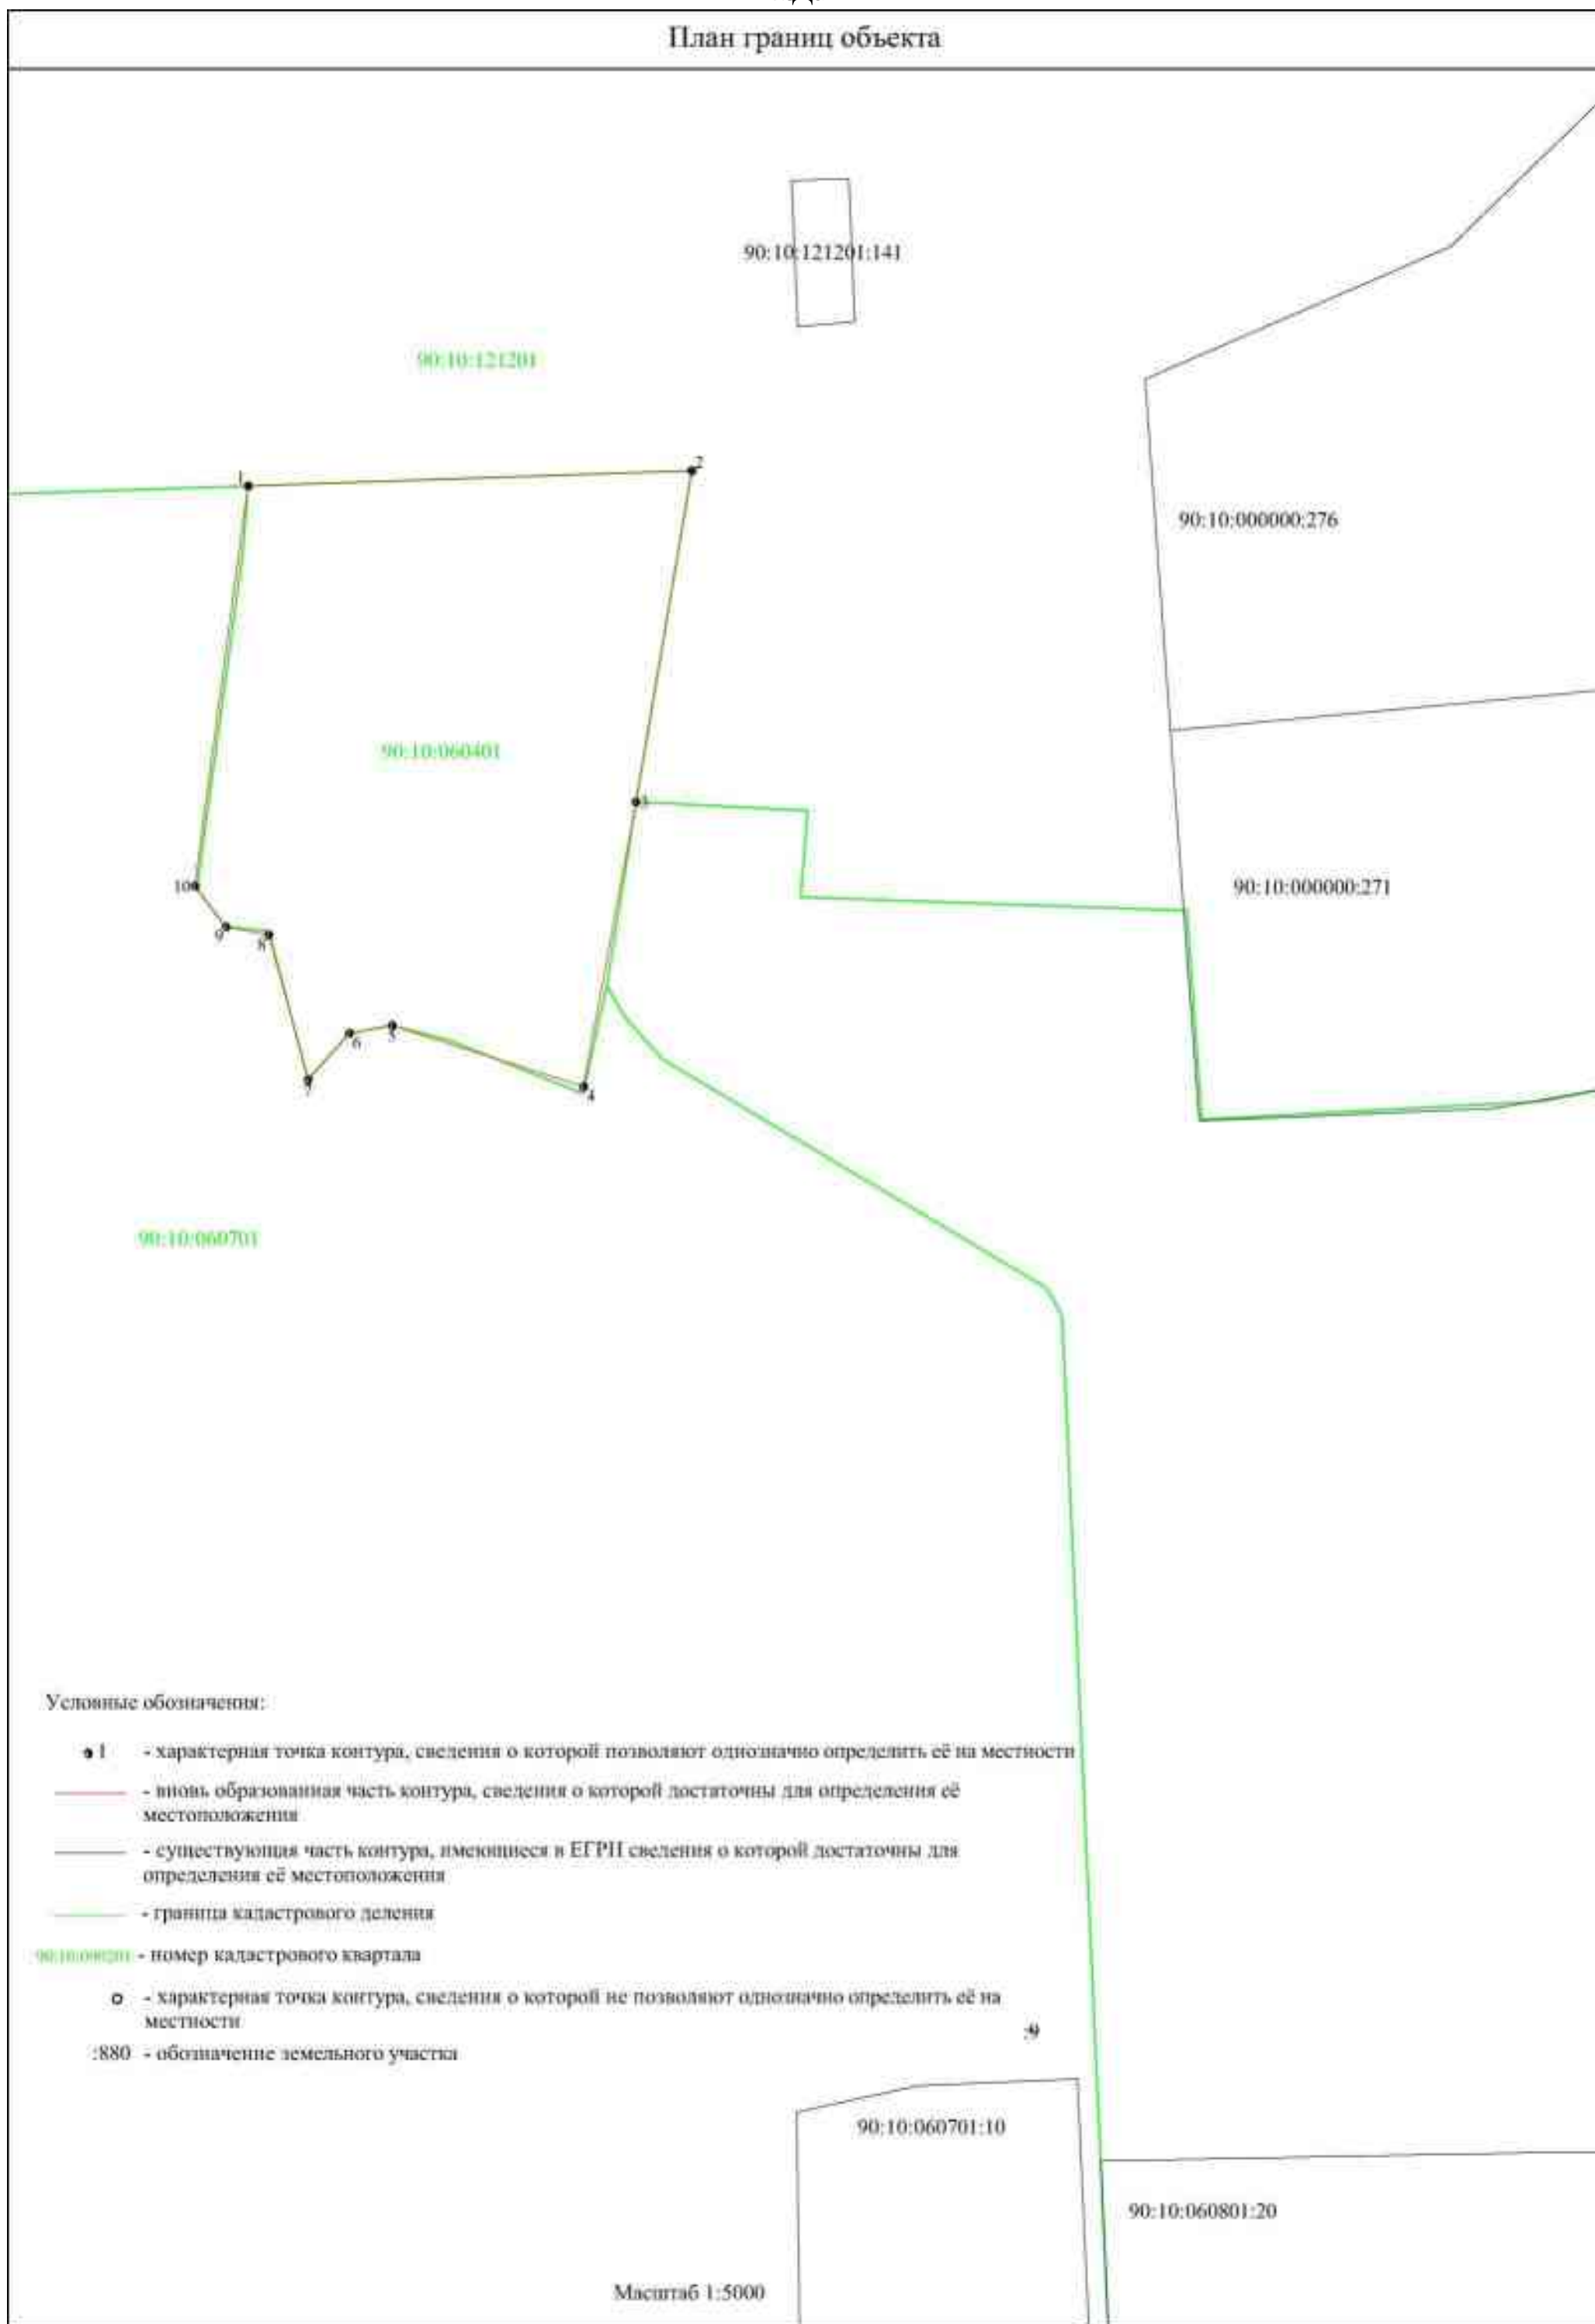 План границ объекта
90:10:121201:141
90:10:121201
1
2
90:10:000000:276
90:10:060401
3
90:10:000000:271
10
9
8
5
6
7
4
90:10:060701
Условные обозначения:
1 - характерная точка контура, сведения о которой позволяют однозначно определить её на местности
- вновь образованная часть контура, сведения о которой достаточны для определения её
местоположения
- существующая часть контура, имеющиеся в ЕГРН сведения о которой достаточны для
определения её местоположения
- граница кадастрового деления
90:10:090201 - номер кадастрового квартала
- характерная точка контура, сведения о которой не позволяют однозначно определить её на
местности
:9
:880 - обозначение земельного участка
90:10:060701:10
90:10:060801:20
Масштаб 1:5000